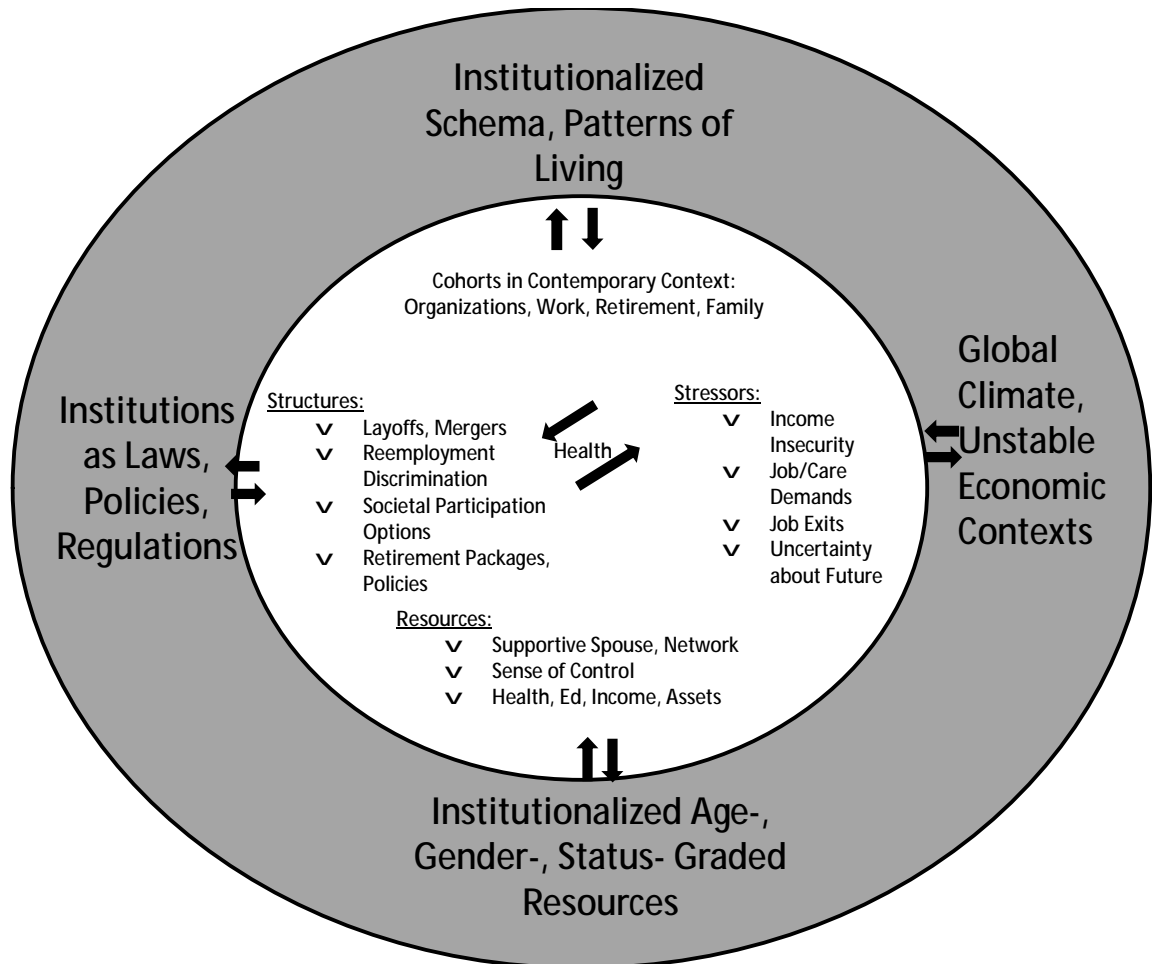 Institutionalized
Schema, Patterns of
Living
Cohorts in Contemporary Context:
Organizations, Work, Retirement, Family
Institutions
as Laws,
Policies,
Regulations
Structures:
v Layoffs, Mergers
v Reemployment
Discrimination
v Societal Participation
Options
v Retirement Packages,
Policies
Health
Stressors:
v Income
Insecurity
v Job/Care
Demands
v Job Exits
v Uncertainty
about Future
Global
Climate,
Unstable
Economic
Contexts
Resources:
v Supportive Spouse, Network
v Sense of Control
v Health, Ed, Income, Assets
Institutionalized Age-,
Gender-, Status- Graded
Resources